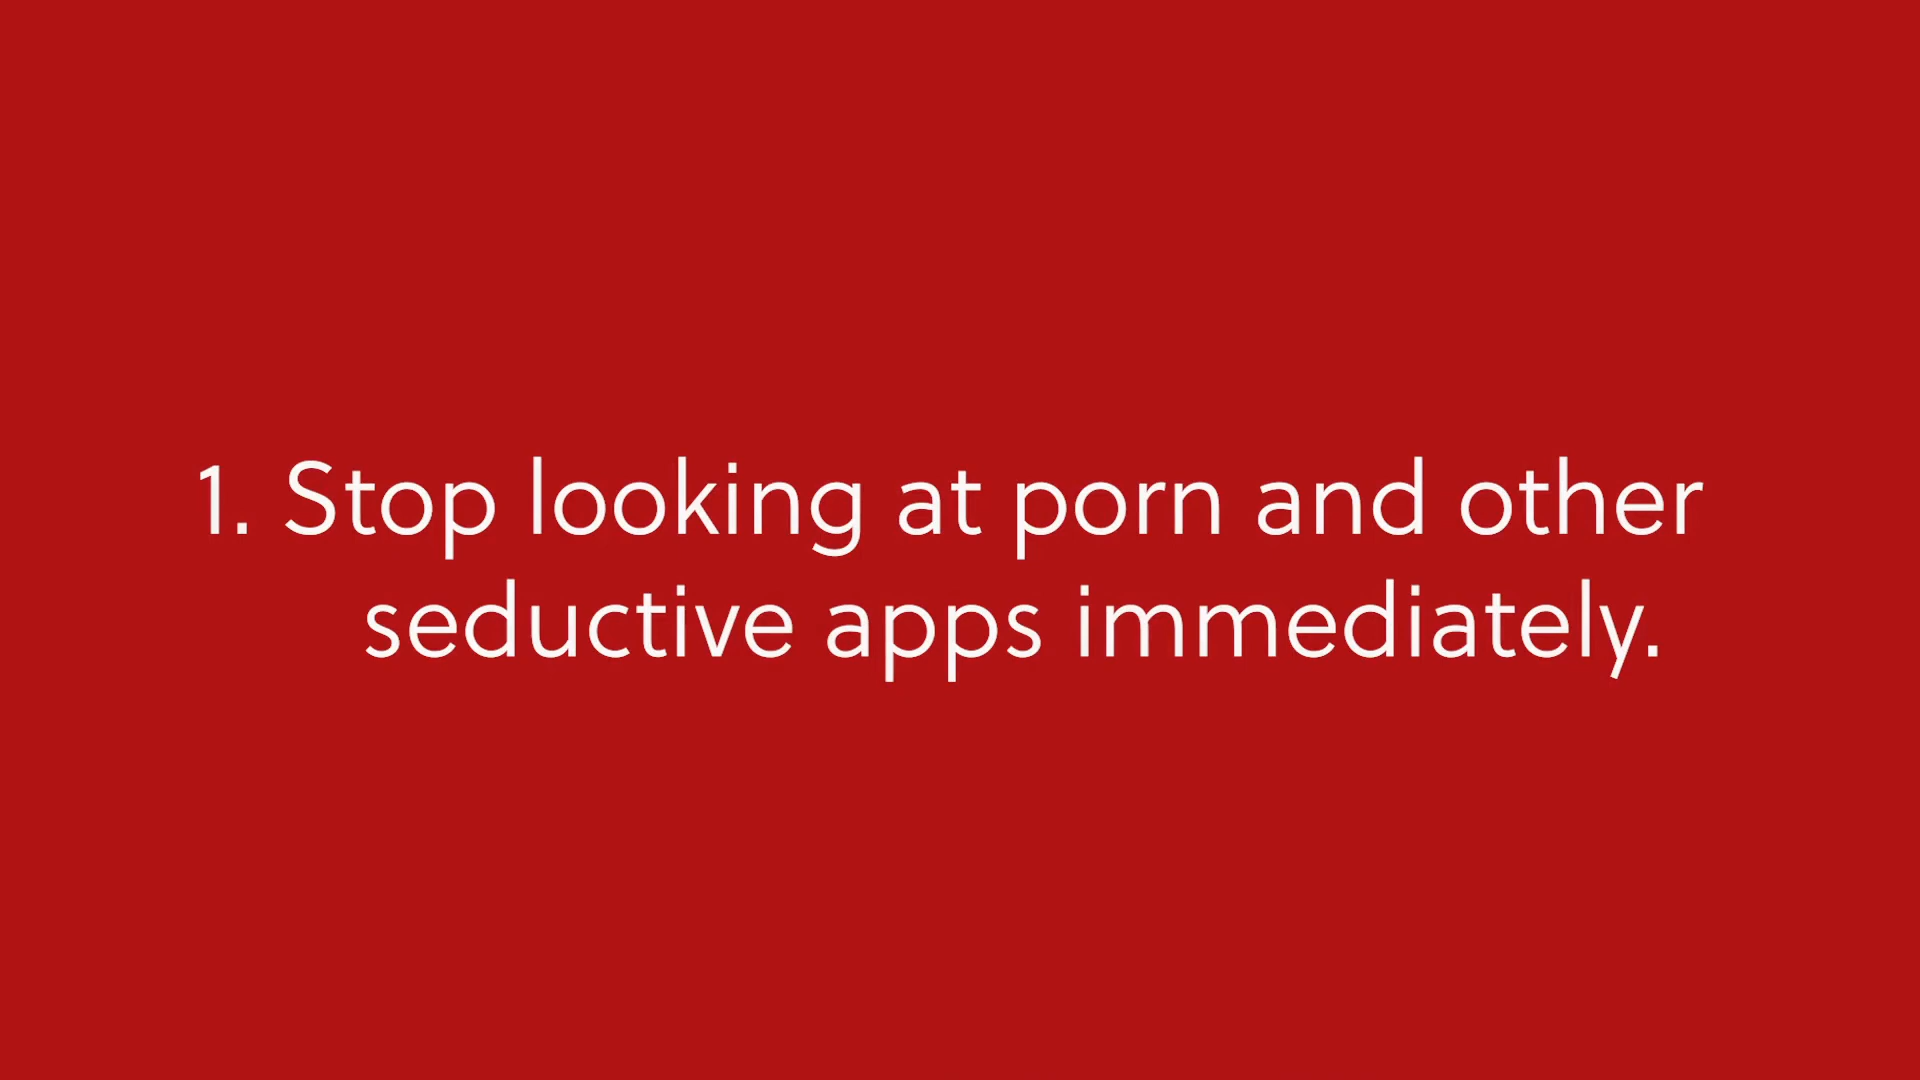 1. Stop looking at porn and other
seductive apps immediately.